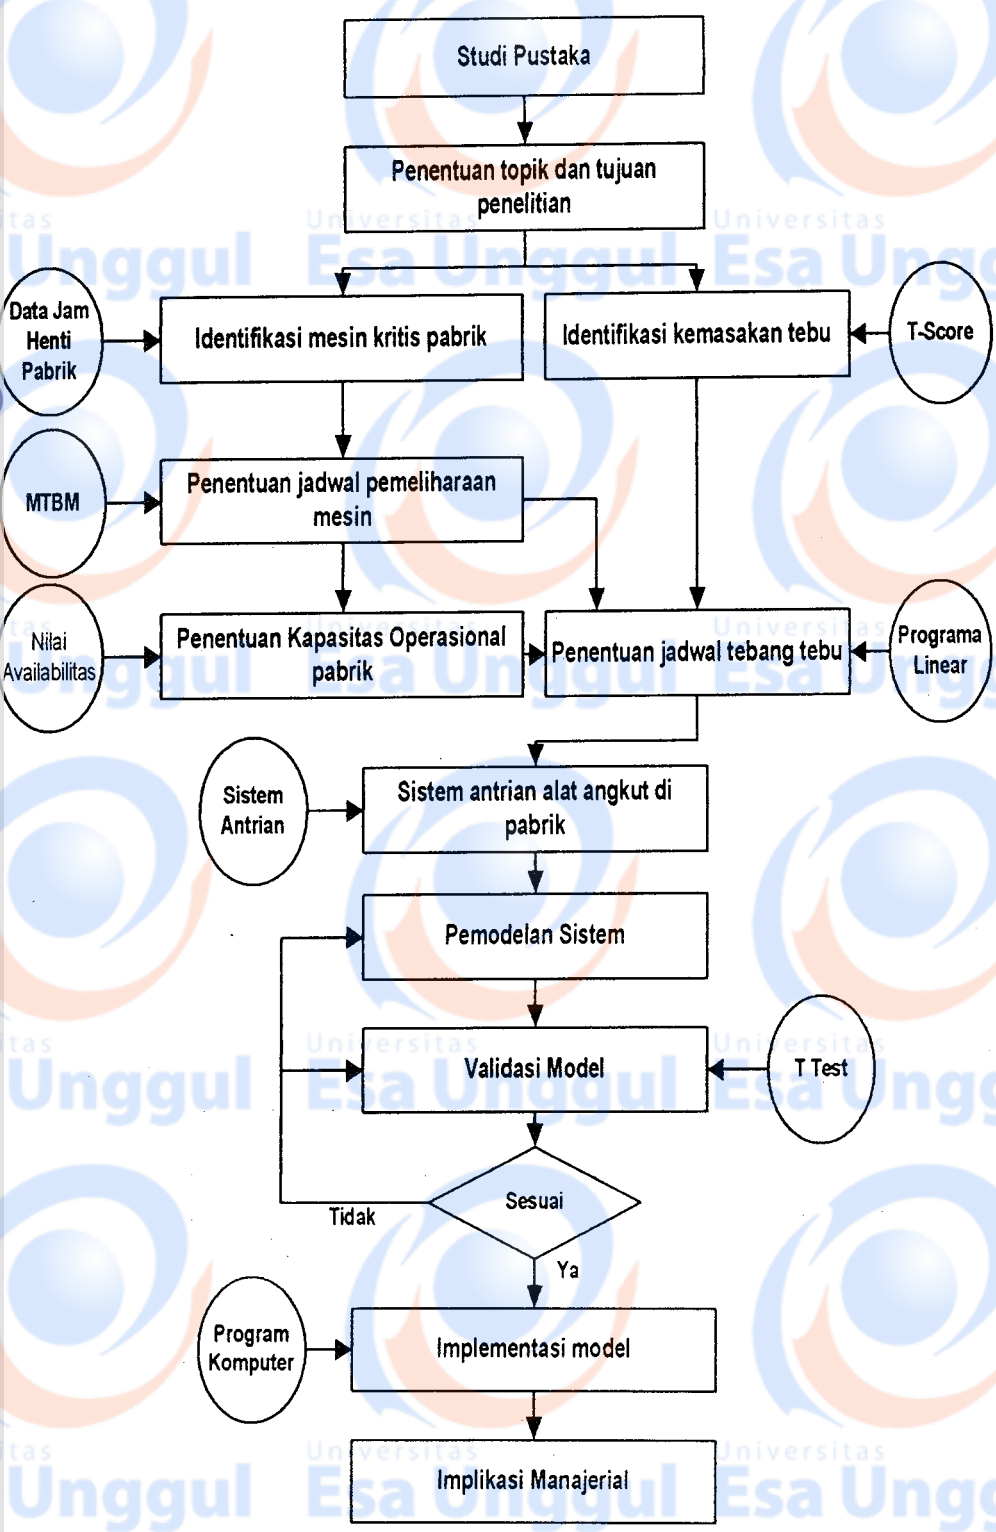 Studi Pustaka
Penentuan topik dan tujuan
penelitian
Data Jam
Henti
Pabrik
Identifikasi mesin kritis pabrik
Identifikasi kemasakan tebu
T-Score
MTBM
Penentuan jadwal pemeliharaan
mesin
Nilai
Availabilitas
Penentuan Kapasitas Operasional
pabrik
Penentuan jadwal tebang tebu
Programa
Linear
Sistem
Antrian
Sistem antrian alat angkut di
pabrik
Pemodelan Sistem
Validasi Model
T Test
Sesuai
Tidak
Ya
Program
Komputer
Implementasi model
Implikasi Manajerial
Universitas
Esa Unggul